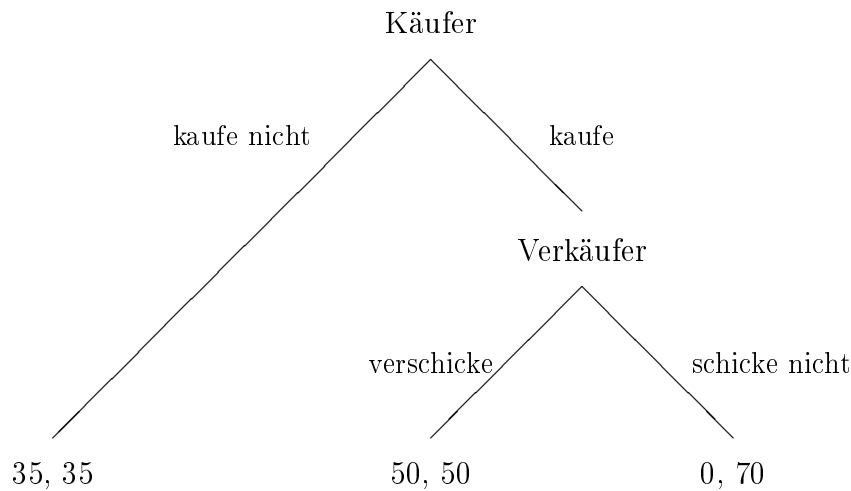 Käufer
kaufe nicht
kaufe
Verkäufer
verschicke
schicke nicht
35, 35
50, 50
0, 70